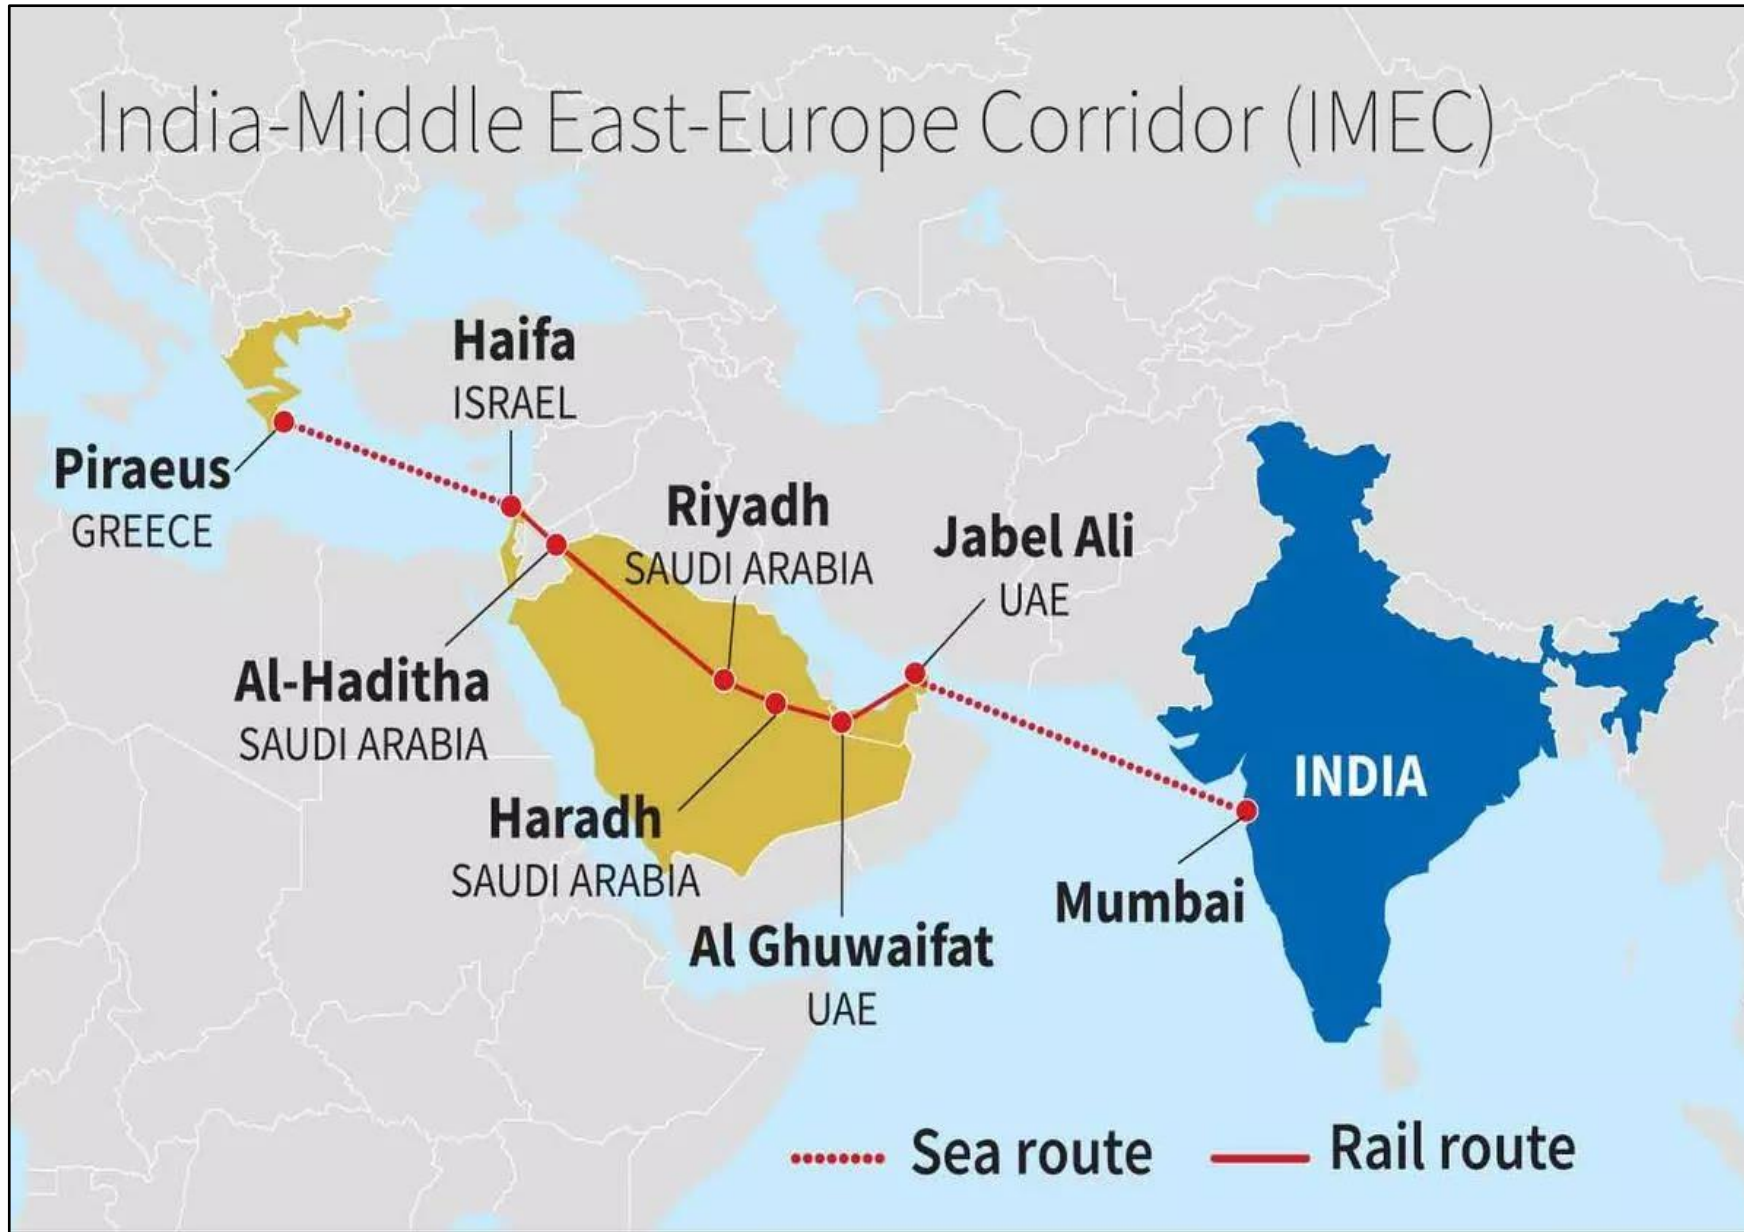 India-Middle East-Europe Corridor (IMEC)
Haifa
ISRAEL
Piraeus
GREECE
Riyadh
SAUDI ARABIA
Jabel Ali
UAE
Al-Haditha
SAUDI ARABIA
INDIA
Haradh
SAUDI ARABIA
Mumbai
Al Ghuwaifat
UAE
Sea route
Rail route